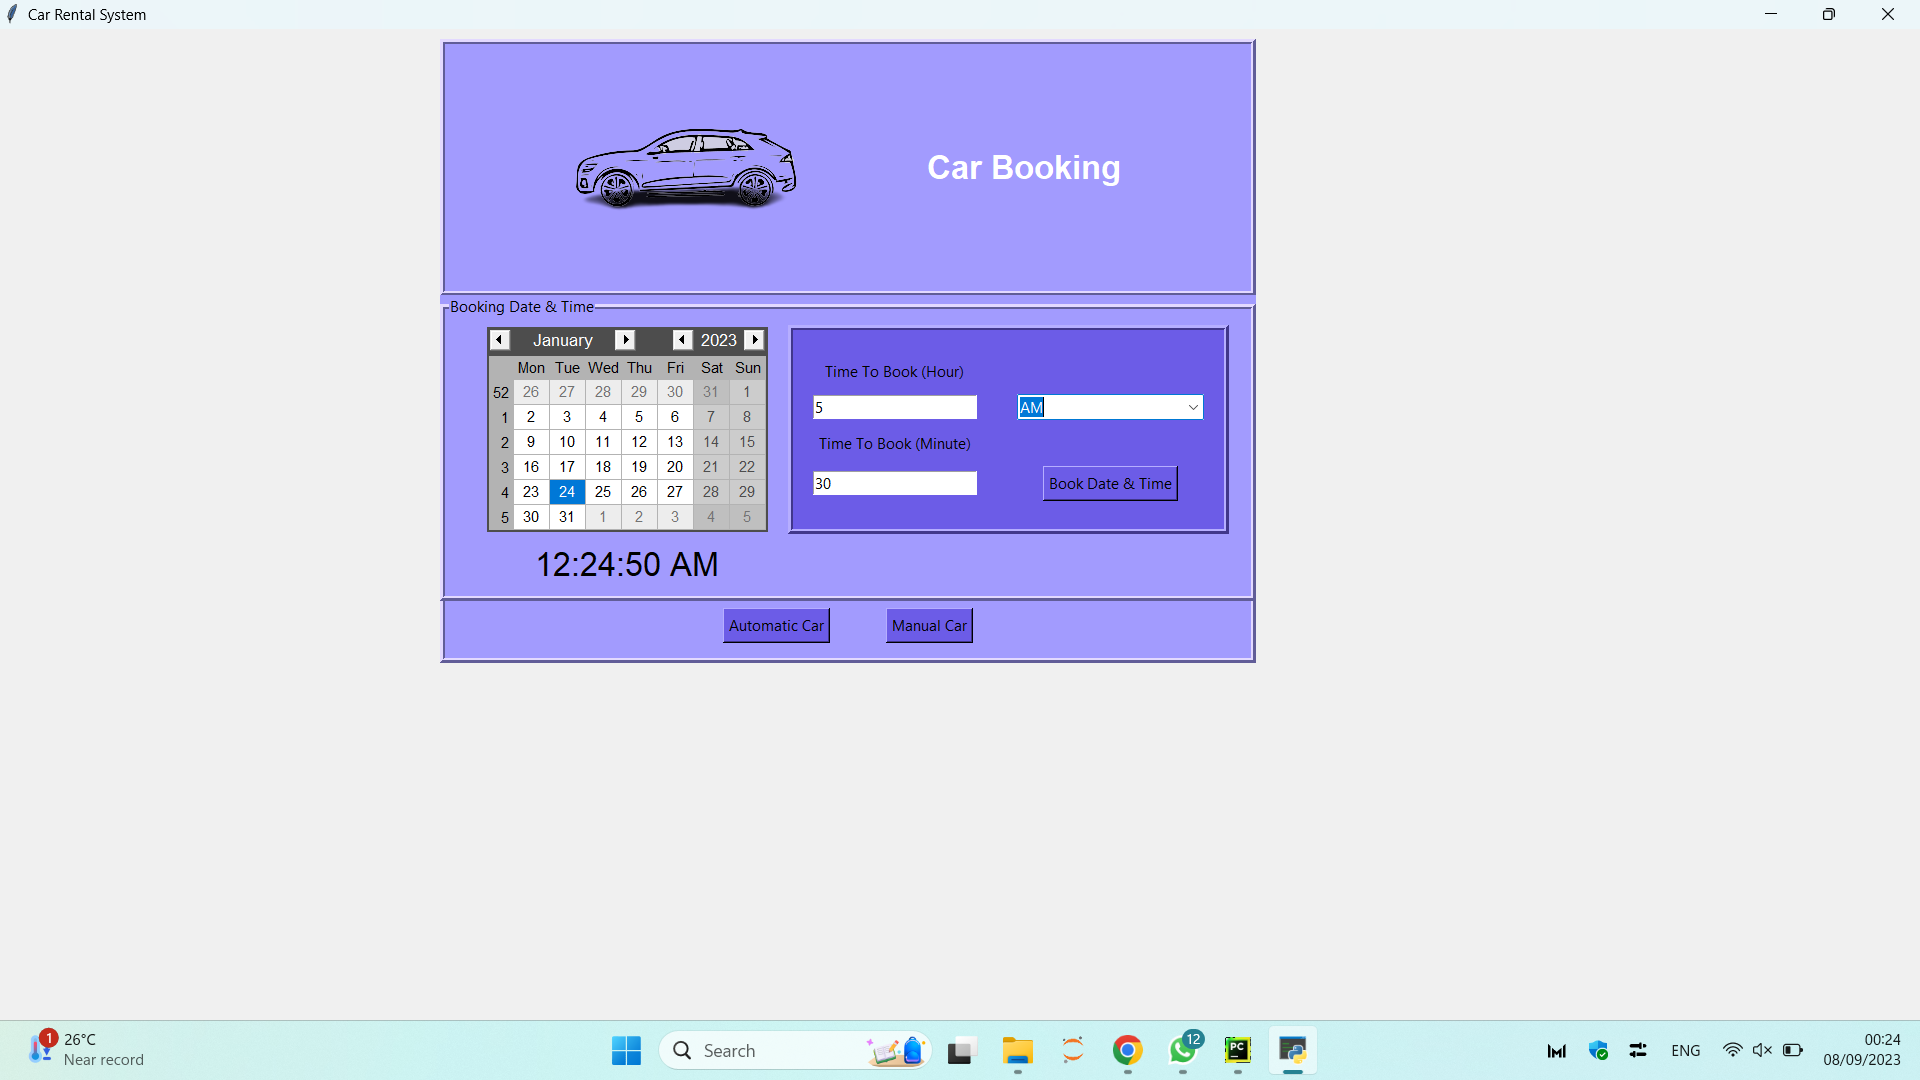 Car Rental System
Car Booking
Booking Date & Time
January 2023
Mon Tue Wed Thu Fri Sat Sun
52 26 27 28 29 30 31 1
1 2 3 4 5 6 7 8
2 9 10 11 12 13 14 15
3 16 17 18 19 20 21 22
4 23 24 25 26 27 28 29
5 30 31 1 2 3 4 5
12:24:50 AM
Time To Book (Hour)
5 AM
Time To Book (Minute)
30 Book Date & Time
Automatic Car Manual Car
1 26°C
Near record
Search
12
PC
ENG
00:24
08/09/2023